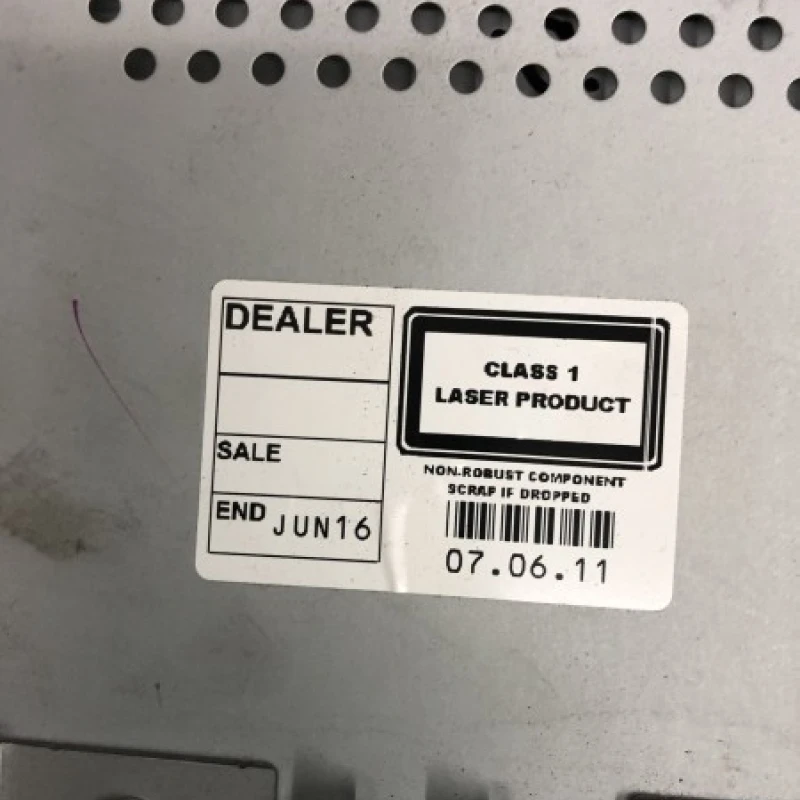 DEALER
SALE
END JUN16
CLASS 1
LASER PRODUCT
NON-ROBUST COMPONENT
SCRAP IF DROPPED
07.06.11